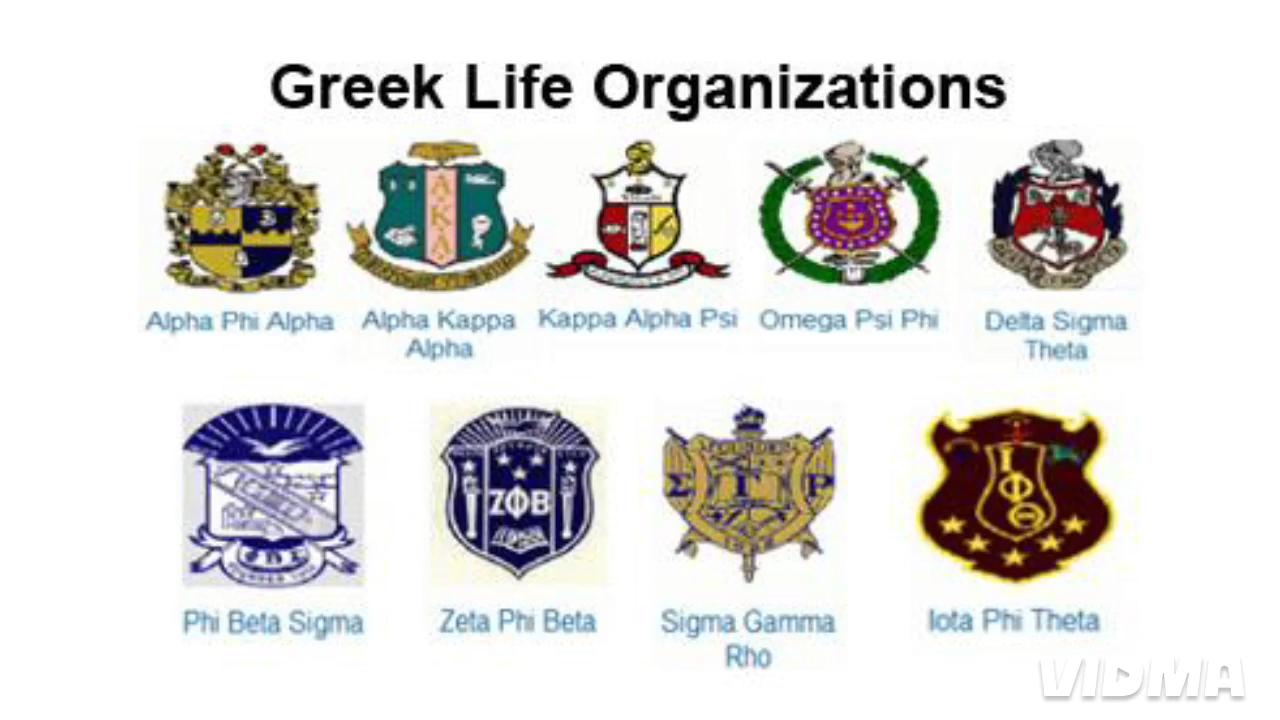 Greek Life Organizations
A
K
A
Alpha Phi Alpha
Alpha Kappa
Alpha
Kappa Alpha Psi
Omega Psi Phi
Delta Sigma
Theta
ΖΦΒ
Σ Γ Ρ
Ι
Φ
Θ
Phi Beta Sigma
Zeta Phi Beta
Sigma Gamma
Rho
Iota Phi Theta
VIDMA